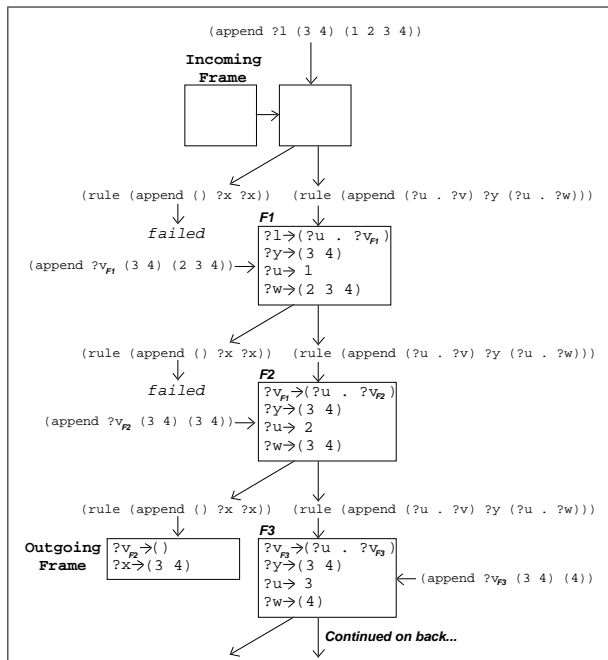 (append ?l (3 4) (1 2 3 4))
Incoming
Frame
(rule (append () ?x ?x)) (rule (append (?u . ?v) ?y (?u . ?w)))
failed
F1
?l→(?u . ?vF1)
?y→(3 4)
?u→ 1
?w→(2 3 4)
(append ?vF1 (3 4) (2 3 4))
(rule (append () ?x ?x)) (rule (append (?u . ?v) ?y (?u . ?w)))
failed
F2
?vF1→(?u . ?vF2)
?y→(3 4)
?u→ 2
?w→(3 4)
(append ?vF2 (3 4) (3 4))
(rule (append () ?x ?x)) (rule (append (?u . ?v) ?y (?u . ?w)))
Outgoing
Frame
?vF2→()
?x→(3 4)
F3
?vF3→(?u . ?vF3)
?y→(3 4)
?u→ 3
?w→(4)
(append ?vF3 (3 4) (4))
Continued on back...